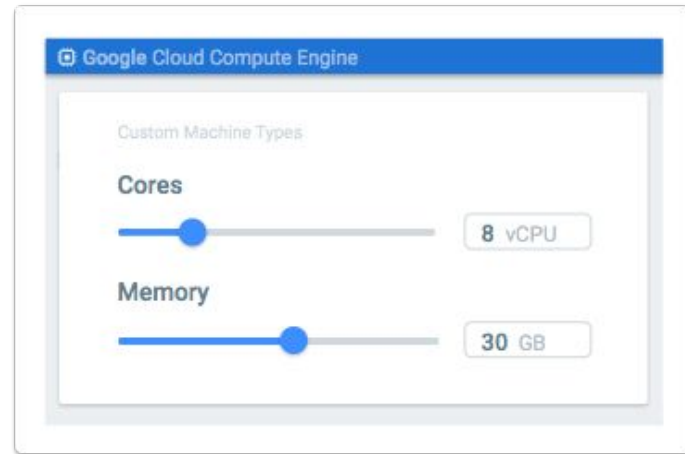 Google Cloud Compute Engine
Custom Machine Types
Cores
8 vCPU
Memory
30 GB